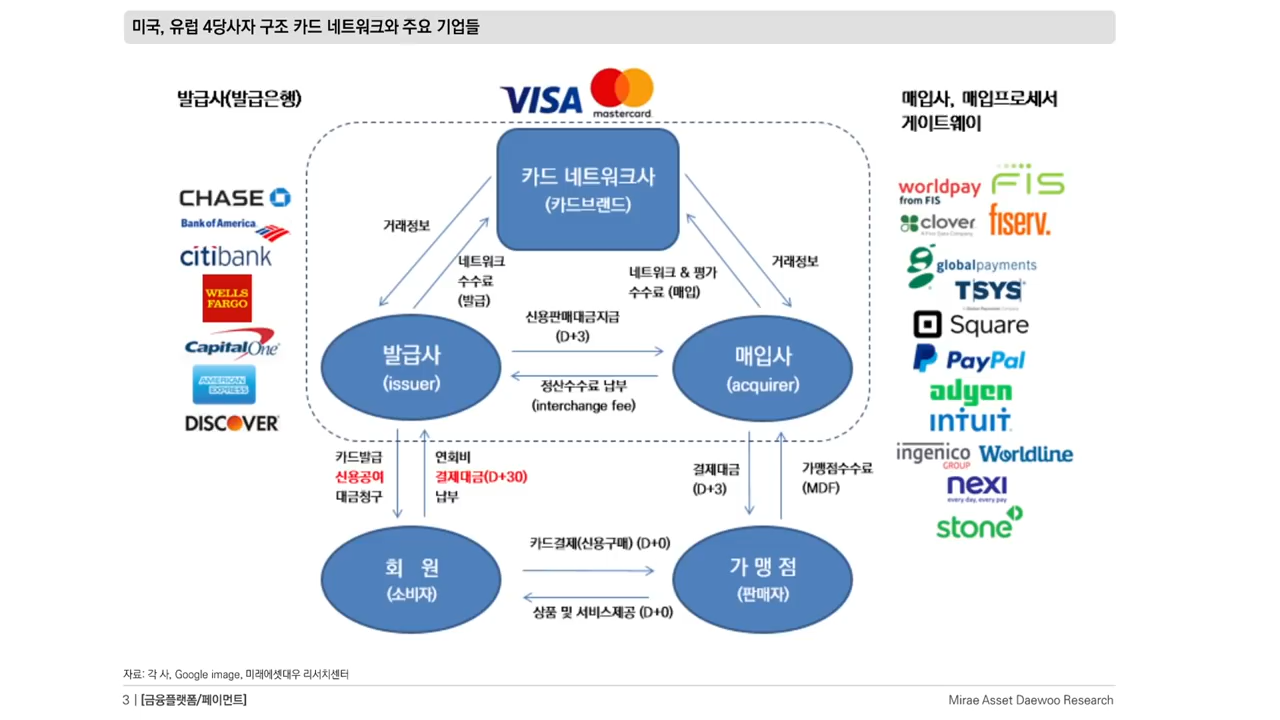 미국, 유럽 4당사자 구조 카드 네트워크와 주요 기업들
발급사(발급은행)
VISA
mastercard
매입사, 매입프로세서
게이트웨이
CHASE
Bank of America
citibank
WELLS
FARGO
Capital One
AMERICAN
EXPRESS
DISCOVER
카드 네트워크사
(카드브랜드)
거래정보
네트워크
수수료
(발급)
네트워크 & 평가
수수료 (매입)
거래정보
발급사
(issuer)
신용판매대금지급
(D+3)
정산수수료 납부
(interchange fee)
매입사
(acquirer)
카드발급
신용공여
대금청구
연회비
결제대금(D+30)
납부
결제대금
(D+3)
가맹점수수료
(MDF)
회 원
(소비자)
카드결제(신용구매) (D+0)
상품 및 서비스제공 (D+0)
가 맹 점
(판매자)
worldpay
from FIS
FIS
clover
fiserv.
globalpayments
TSYS
Square
PayPal
adyen
intuit
ingenico
GROUP
Worldline
nexi
every day, every pay
stone
자료: 각 사, Google image, 미래에셋대우 리서치센터
3 | [금융플랫폼/페이먼트]
Mirae Asset Daewoo Research